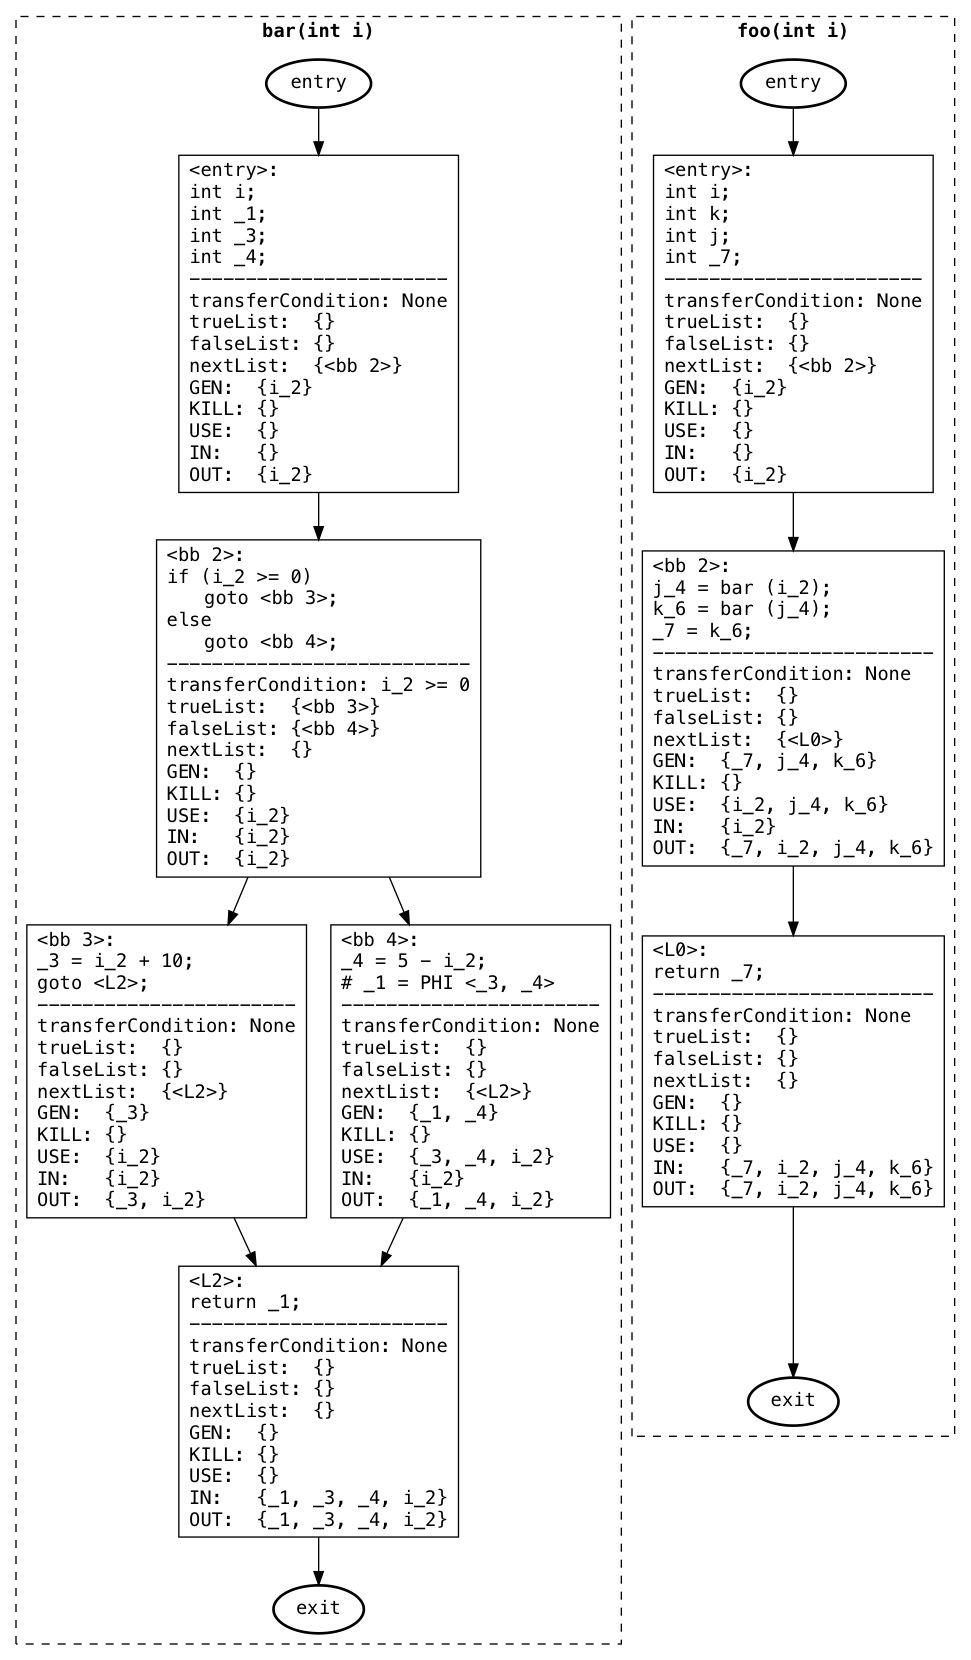 bar(int i)
entry
<entry>:
int i;
int _1;
int _3;
int _4;
-----------------------
transferCondition: None
trueList:  {}
falseList: {}
nextList:  {<bb 2>}
GEN:  {i_2}
KILL: {}
USE:  {}
IN:   {}
OUT:  {i_2}
<bb 2>:
if (i_2 >= 0)
goto <bb 3>;
else
goto <bb 4>;
---------------------------
transferCondition: i_2 >= 0
trueList:  {<bb 3>}
falseList: {<bb 4>}
nextList:  {}
GEN:  {}
KILL: {}
USE:  {i_2}
IN:   {i_2}
OUT:  {i_2}
<bb 3>:
_3 = i_2 + 10;
goto <L2>;
-----------------------
transferCondition: None
trueList:  {}
falseList: {}
nextList:  {<L2>}
GEN:  {_3}
KILL: {}
USE:  {i_2}
IN:   {i_2}
OUT:  {_3, i_2}
<bb 4>:
_4 = 5 − i_2;
# _1 = PHI <_3, _4>
-----------------------
transferCondition: None
trueList:  {}
falseList: {}
nextList:  {<L2>}
GEN:  {_1, _4}
KILL: {}
USE:  {_3, _4, i_2}
IN:   {i_2}
OUT:  {_1, _4, i_2}
<L2>:
return _1;
-----------------------
transferCondition: None
trueList:  {}
falseList: {}
nextList:  {}
GEN:  {}
KILL: {}
USE:  {}
IN:   {_1, _3, _4, i_2}
OUT:  {_1, _3, _4, i_2}
exit
foo(int i)
entry
<entry>:
int i;
int k;
int j;
int _7;
-----------------------
transferCondition: None
trueList:  {}
falseList: {}
nextList:  {<bb 2>}
GEN:  {i_2}
KILL: {}
USE:  {}
IN:   {}
OUT:  {i_2}
<bb 2>:
j_4 = bar (i_2);
k_6 = bar (j_4);
_7 = k_6;
-------------------------
transferCondition: None
trueList:  {}
falseList: {}
nextList:  {<L0>}
GEN:  {_7, j_4, k_6}
KILL: {}
USE:  {i_2, j_4, k_6}
IN:   {i_2}
OUT:  {_7, i_2, j_4, k_6}
<L0>:
return _7;
-------------------------
transferCondition: None
trueList:  {}
falseList: {}
nextList:  {}
GEN:  {}
KILL: {}
USE:  {}
IN:   {_7, i_2, j_4, k_6}
OUT:  {_7, i_2, j_4, k_6}
exit